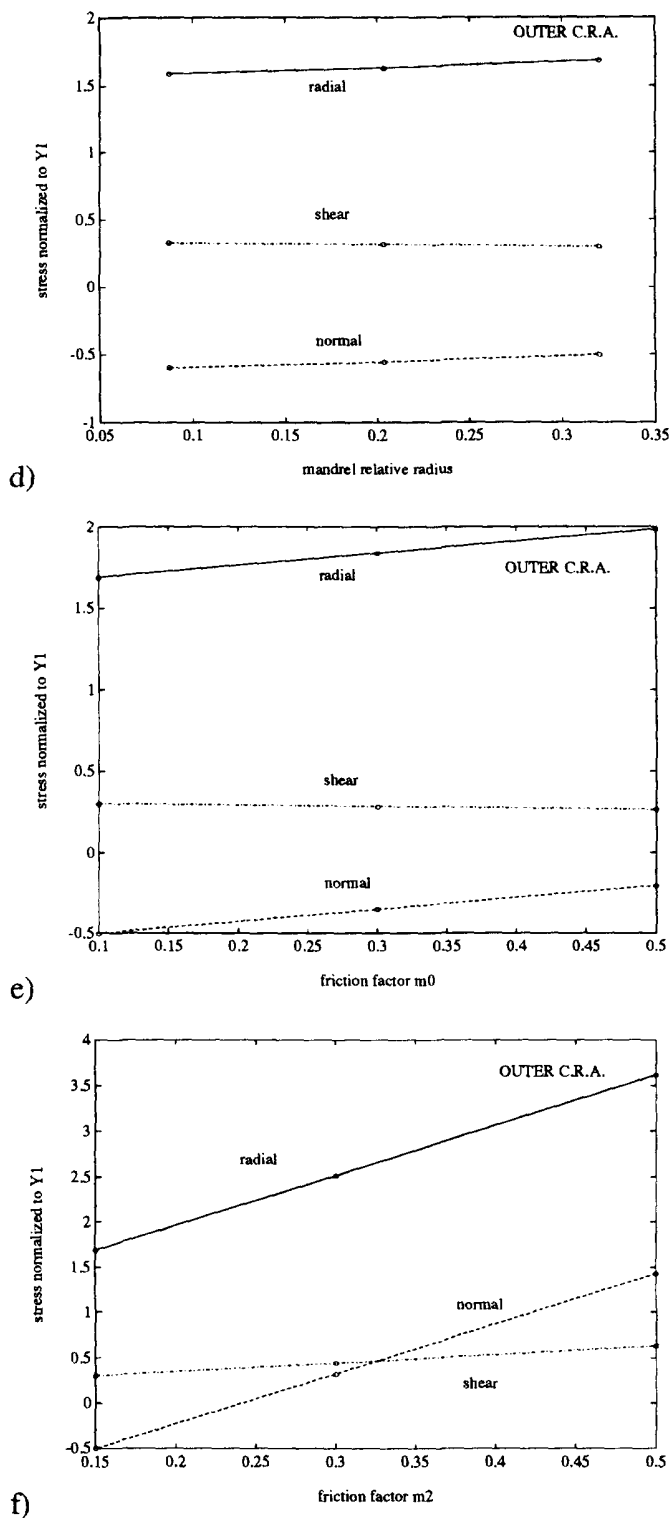 2
OUTER C.R.A.
1.5
radial
1
stress normalized to Y1
shear
0.5
0
normal
-0.5
-1
0.05 0.1 0.15 0.2 0.25 0.3 0.35
mandrel relative radius
d)
2
OUTER C.R.A.
radial
1.5
stress normalized to Y1
1
shear
0.5
0
normal
-0.5
0.1 0.15 0.2 0.25 0.3 0.35 0.4 0.45 0.5
friction factor m0
e)
4
OUTER C.R.A.
3.5
3
radial
2.5
stress normalized to Y1
2
1.5
normal
1
0.5
shear
0
-0.5
0.15 0.2 0.25 0.3 0.35 0.4 0.45 0.5
friction factor m2
f)